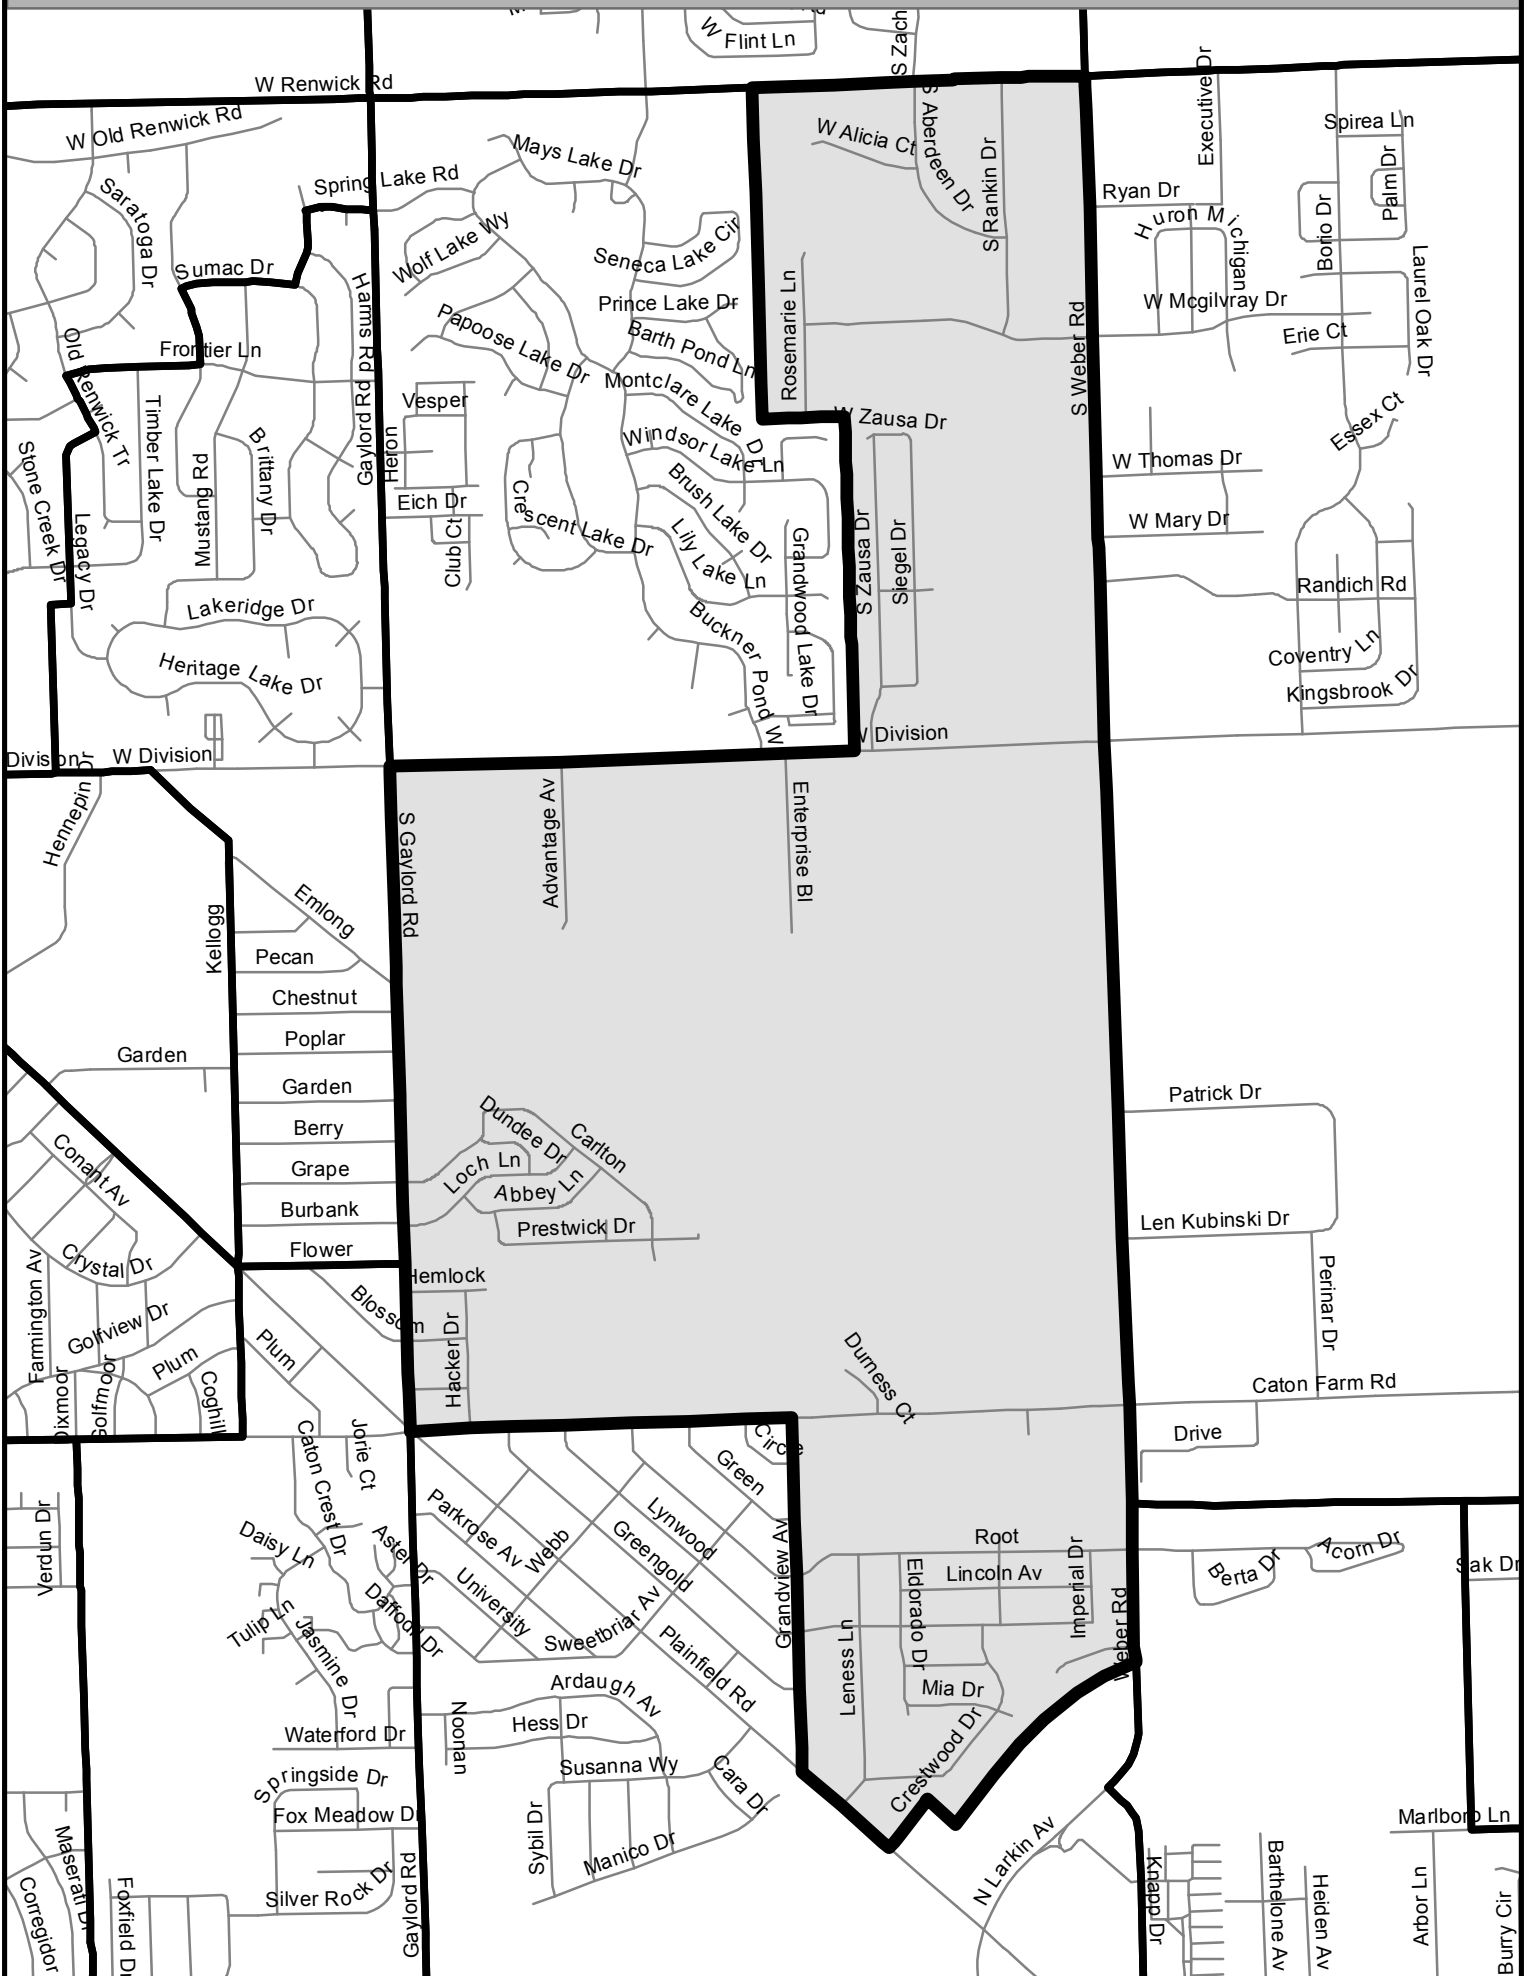 W Flint Ln
S Zach
W Renwick Rd
Executive Dr
W Old Renwick Rd
Mays Lake Dr
W Alicia Ct
S Aberdeen Dr
S Rankin Dr
Spirea Ln
Palm Dr
Spring Lake Rd
Saratoga Dr
Ryan Dr
Huron
Michigan
Borio Dr
Wolf Lake Wy
Seneca Lake Cir
Sumac Dr
Harms Rd
Prince Lake Dr
Rosemarie Ln
W Mcgilvray Dr
Laurel Oak Dr
Papoose Lake Dr
Barth Pond Ln
Erie Ct
S Weber Rd
Old Renwick Tr
Frontier Ln
Gaylord Rd
Montclare Lake Dr
Vesper
Heron
W Zausa Dr
Essex Ct
Timber Lake Dr
Windsor Lake Ln
Brittany Dr
Stone Creek Dr
Mustang Rd
W Thomas Dr
Brush Lake Dr
Eich Dr
Crescent Lake Dr
W Mary Dr
Legacy Dr
Club Ct
Lily Lake Ln
Grandwood Lake Dr
S Zausa Dr
Siegel Dr
Randich Rd
Lakeridge Dr
Buckner Pond W
Coventry Ln
Heritage Lake Dr
Kingsbrook Dr
W Division
Division
W Division
Hennepin Dr
S Gaylord Rd
Advantage Av
Enterprise Bl
Emlong
Kellogg
Pecan
Chestnut
Poplar
Garden
Garden
Patrick Dr
Berry
Dundee Dr
Carlton
Conant Av
Grape
Loch Ln
Abbey Ln
Burbank
Prestwick Dr
Len Kubinski Dr
Flower
Crystal Dr
Farmington Av
Hemlock
Perinar Dr
Blossom
Golfview Dr
Hacker Dr
Plum
Plum
Durness Ct
Dixmoor
Golfmoor
Coghill
Caton Farm Rd
Jorie Ct
Caton Crest Dr
Circle
Drive
Green
Verdun Dr
Parkrose Av
Lynwood
Daisy Ln
Aster Dr
Webb
Greengold
Grandview Av
Root
Imperial Dr
Berta Dr
Acorn Dr
Oak Dr
Lincoln Av
Eldorado Dr
University
Daffodil Dr
Weber Rd
Tulip Ln
Jasmine Dr
Sweetbriar Av
Plainfield Rd
Leness Ln
Ardaugh Av
Mia Dr
Noonan
Hess Dr
Waterford Dr
Crestwood Dr
Susanna Wy
Cara Dr
Springside Dr
Fox Meadow Dr
Sybil Dr
Manico Dr
Marlboro Ln
N Larkin Av
Maserati Dr
Silver Rock Dr
Gaylord Rd
Corregidor
Foxfield Dr
Knapp Dr
Barthelone Av
Heiden Av
Arbor Ln
Burry Cir